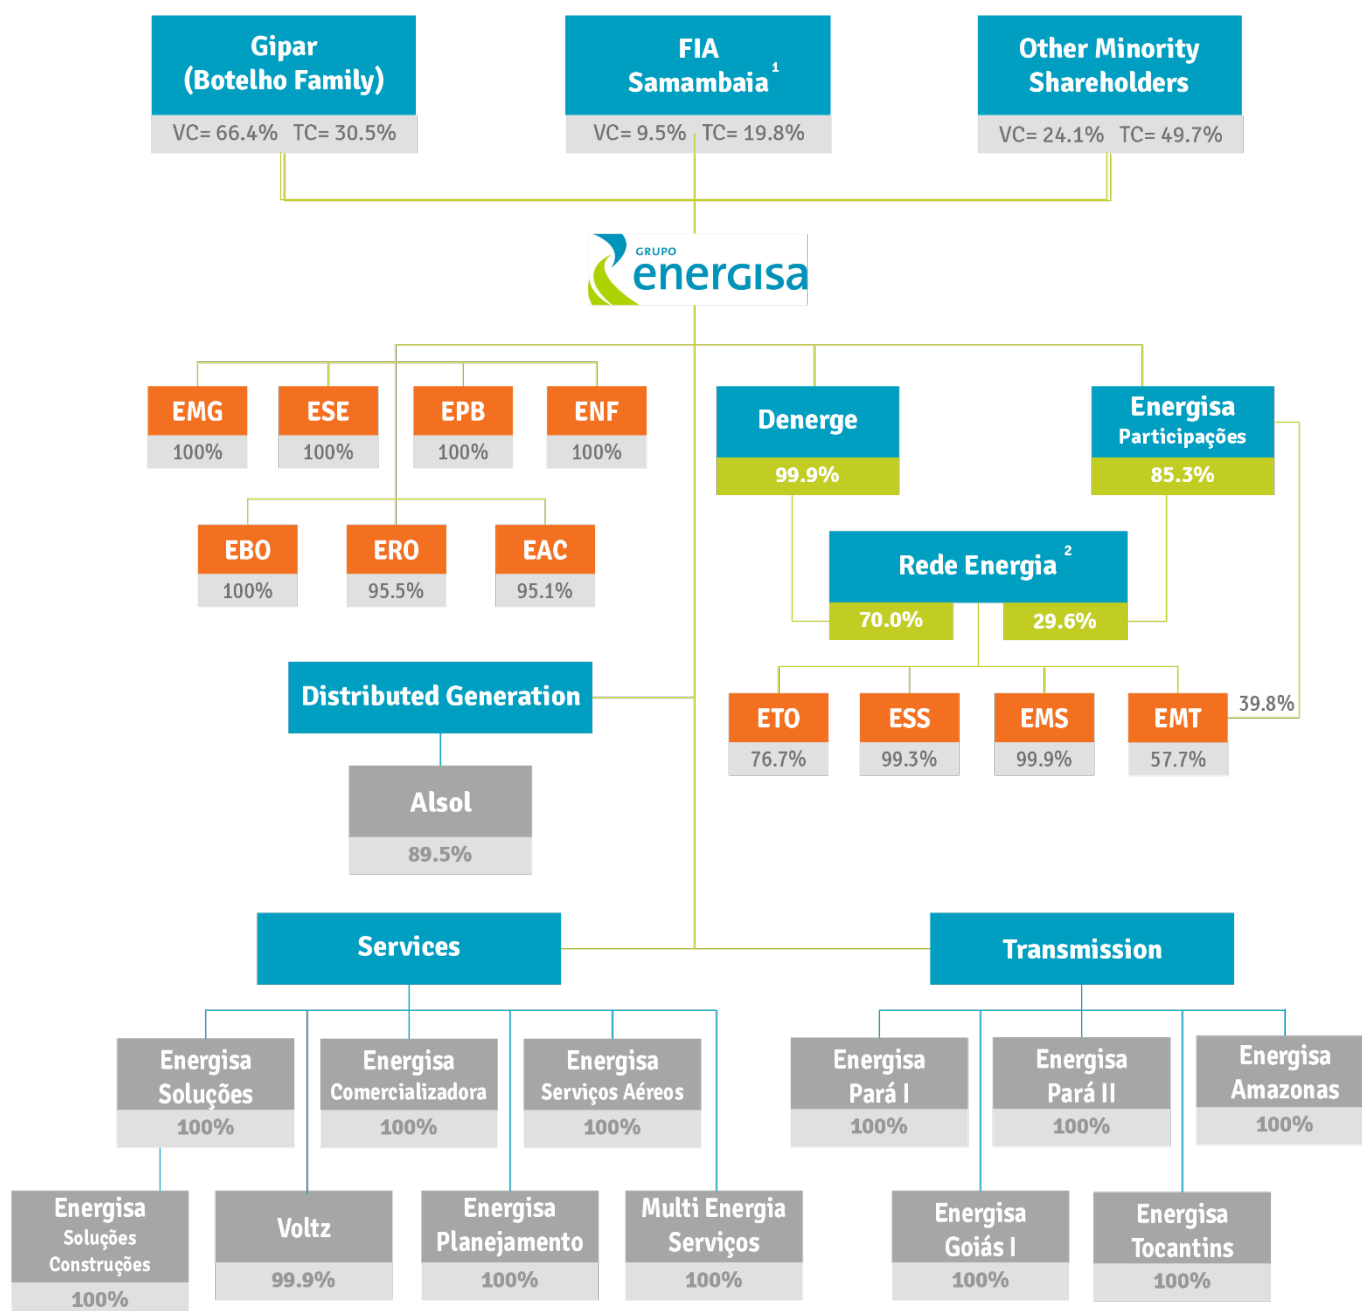 Gipar
(Botelho Family)
VC= 66.4% TC= 30.5%
FIA
Samambaia 1
VC= 9.5% TC= 19.8%
Other Minority
Shareholders
VC= 24.1% TC= 49.7%
GRUPO
energisa
EMG
100%
ESE
100%
EPB
100%
ENF
100%
Denerge
99.9%
Energisa
Participações
85.3%
EBO
100%
ERO
95.5%
EAC
95.1%
Rede Energia 2
70.0%
29.6%
Distributed Generation
Alsol
89.5%
ETO
76.7%
ESS
99.3%
EMS
99.9%
EMT
57.7%
39.8%
Services
Transmission
Energisa
Soluções
100%
Energisa
Comercializadora
100%
Energisa
Serviços Aéreos
100%
Energisa
Pará I
100%
Energisa
Pará II
100%
Energisa
Amazonas
100%
Energisa
Soluções
Construções
100%
Voltz
99.9%
Energisa
Planejamento
100%
Multi Energia
Serviços
100%
Energisa
Goiás I
100%
Energisa
Tocantins
100%